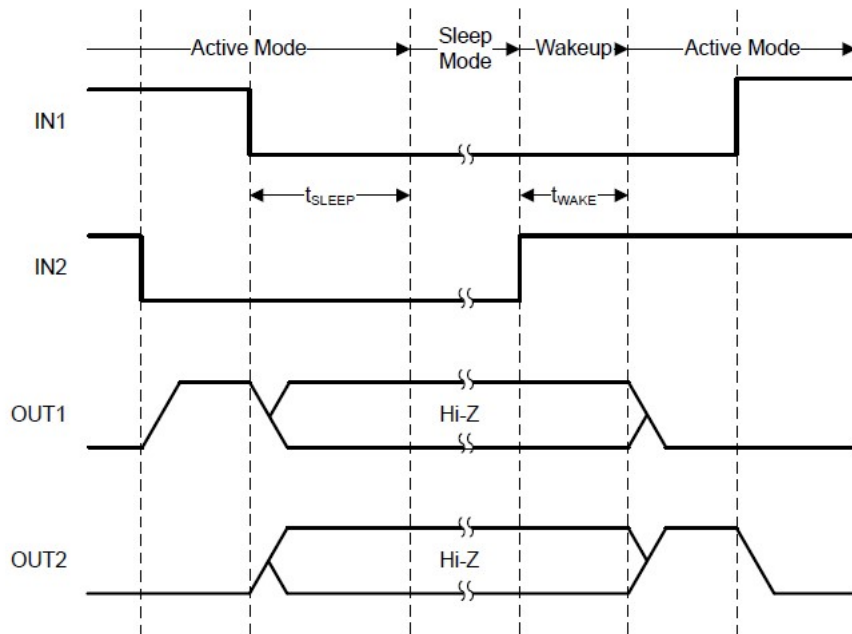 Active Mode
Sleep
Mode
Wakeup
Active Mode
IN1
tSLEEP
tWAKE
IN2
OUT1
Hi-Z
OUT2
Hi-Z